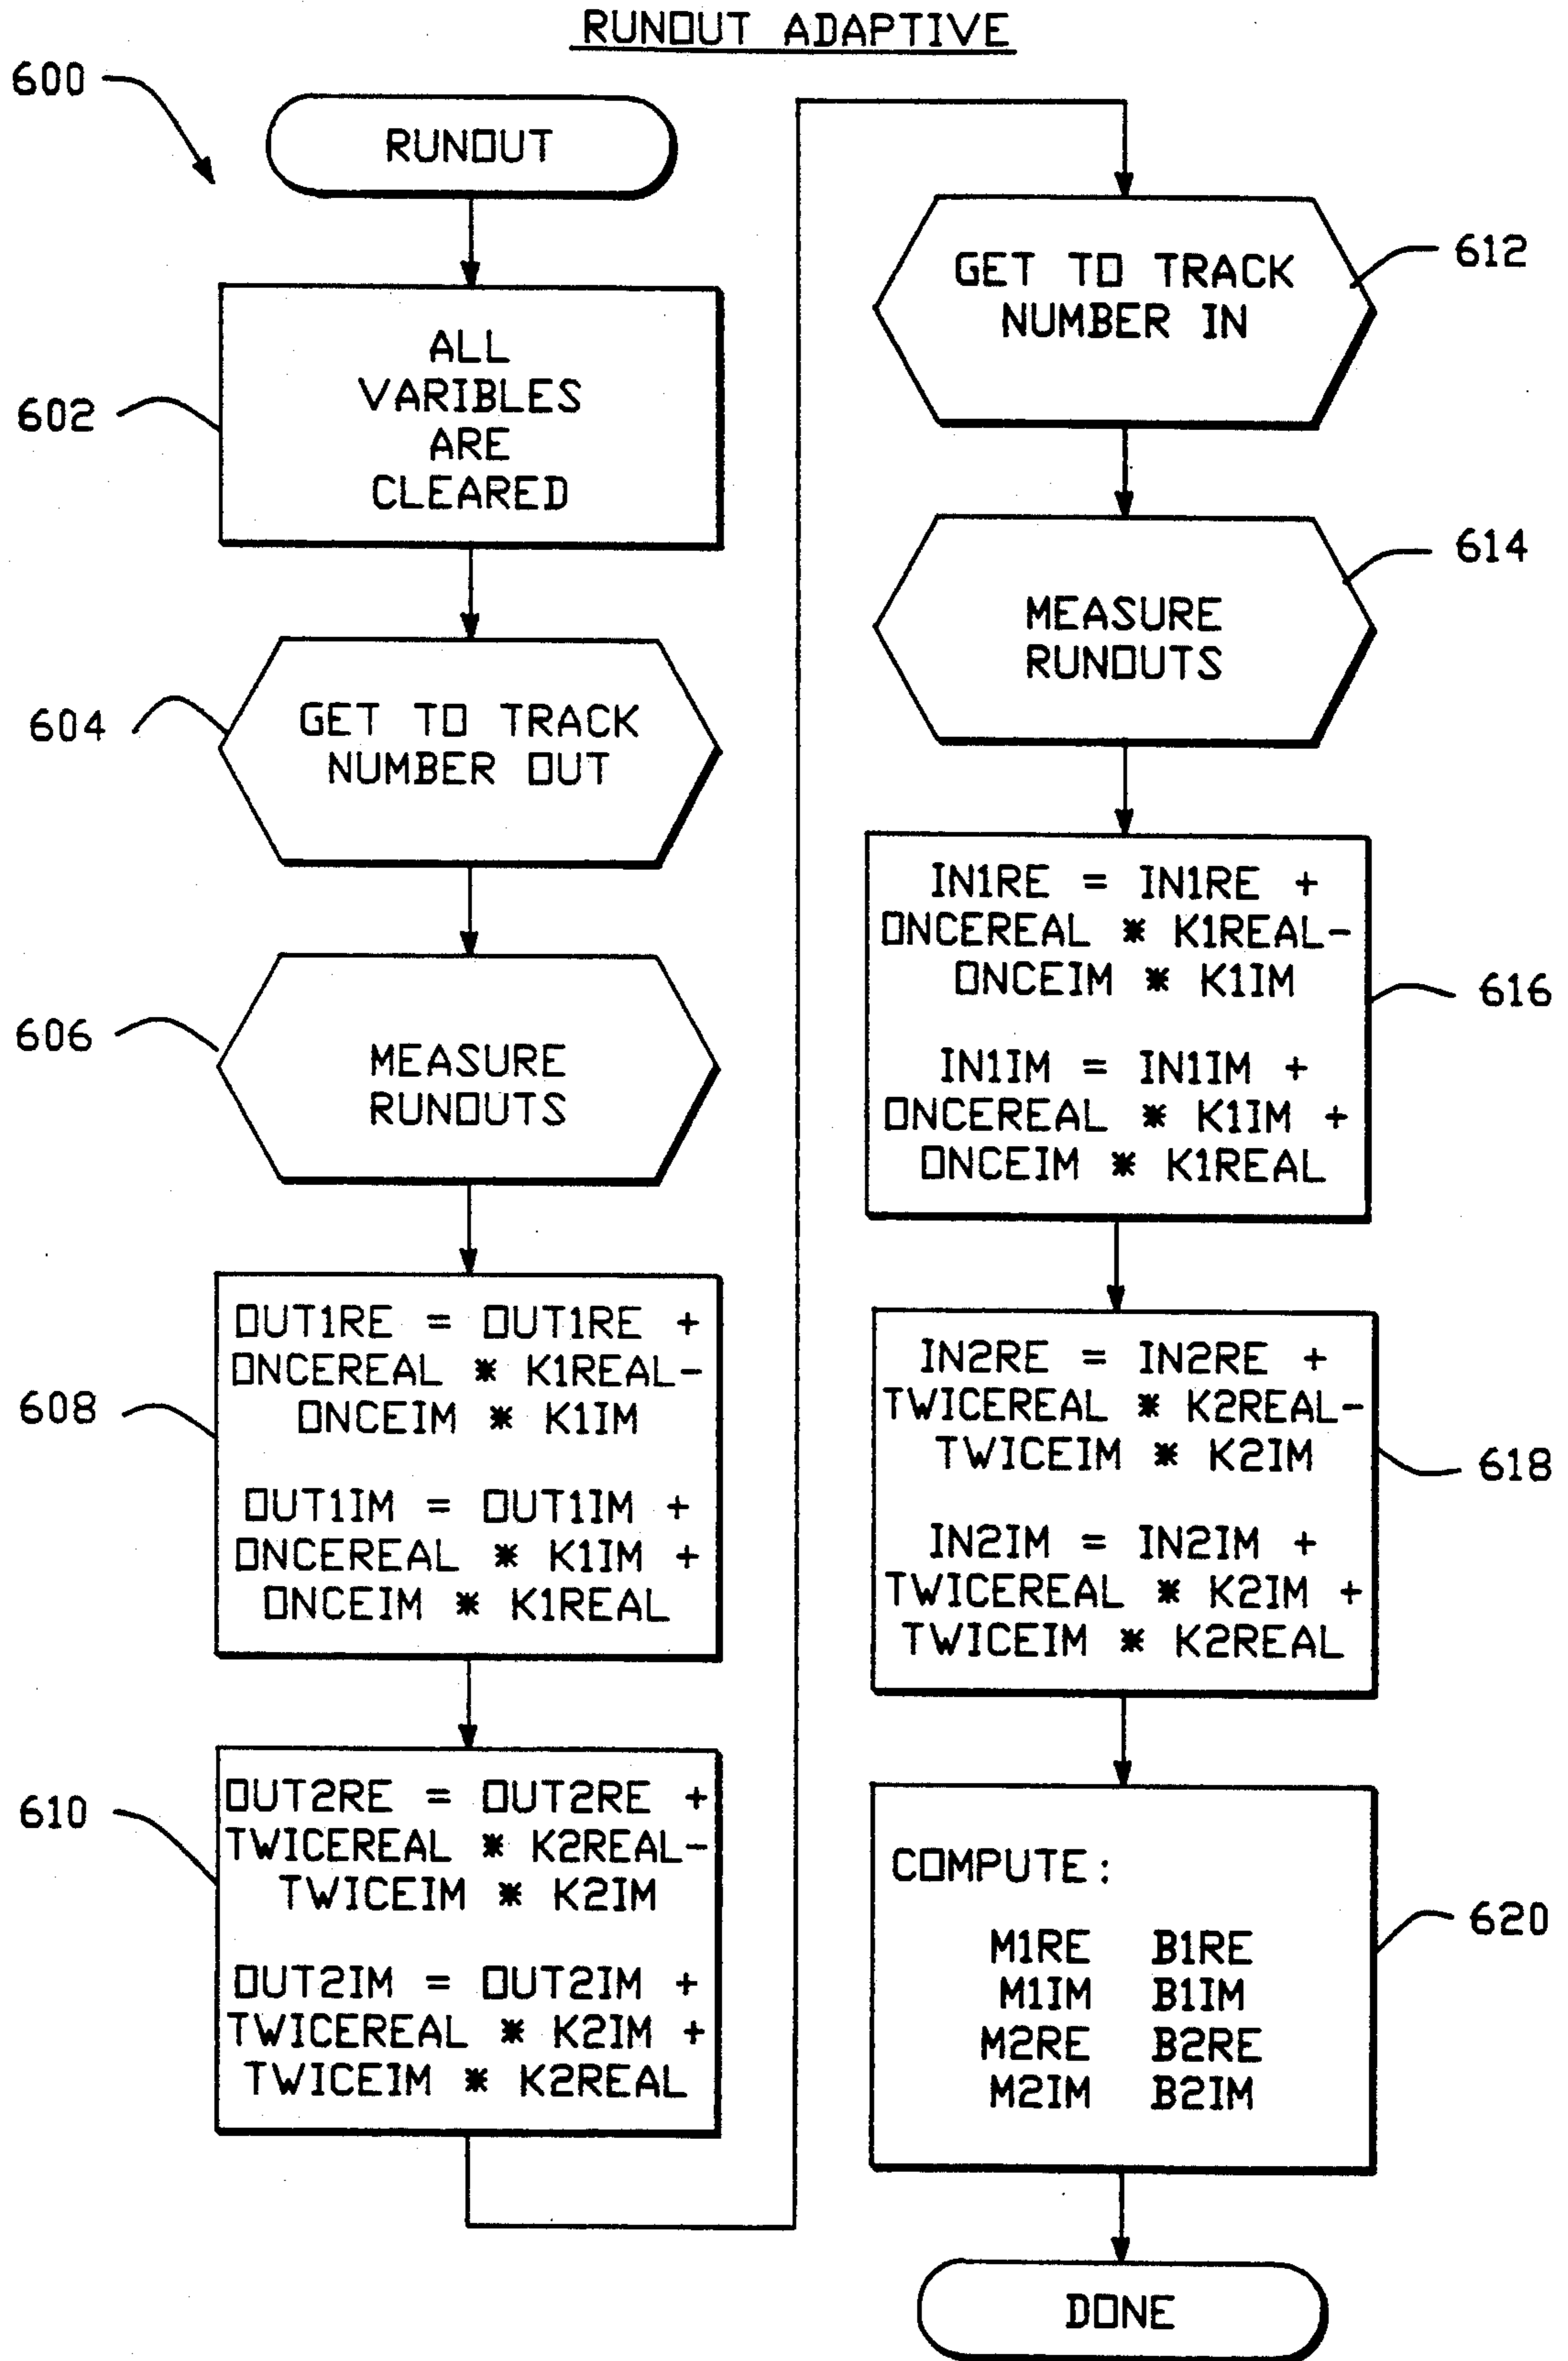 RUNOUT ADAPTIVE
600
RUNOUT
602
ALL
VARIBLES
ARE
CLEARED
604
GET TO TRACK
NUMBER OUT
606
MEASURE
RUNOUTS
608
OUT1RE = OUT1RE +
ONCEREAL * K1REAL-
ONCEIM * K1IM
OUT1IM = OUT1IM +
ONCEREAL * K1IM +
ONCEIM * K1REAL
610
OUT2RE = OUT2RE +
TWICEREAL * K2REAL-
TWICEIM * K2IM
OUT2IM = OUT2IM +
TWICEREAL * K2IM +
TWICEIM * K2REAL
612
GET TO TRACK
NUMBER IN
614
MEASURE
RUNOUTS
616
IN1RE = IN1RE +
ONCEREAL * K1REAL-
ONCEIM * K1IM
IN1IM = IN1IM +
ONCEREAL * K1IM +
ONCEIM * K1REAL
618
IN2RE = IN2RE +
TWICEREAL * K2REAL-
TWICEIM * K2IM
IN2IM = IN2IM +
TWICEREAL * K2IM +
TWICEIM * K2REAL
620
COMPUTE:
M1RE B1RE
M1IM B1IM
M2RE B2RE
M2IM B2IM
DONE